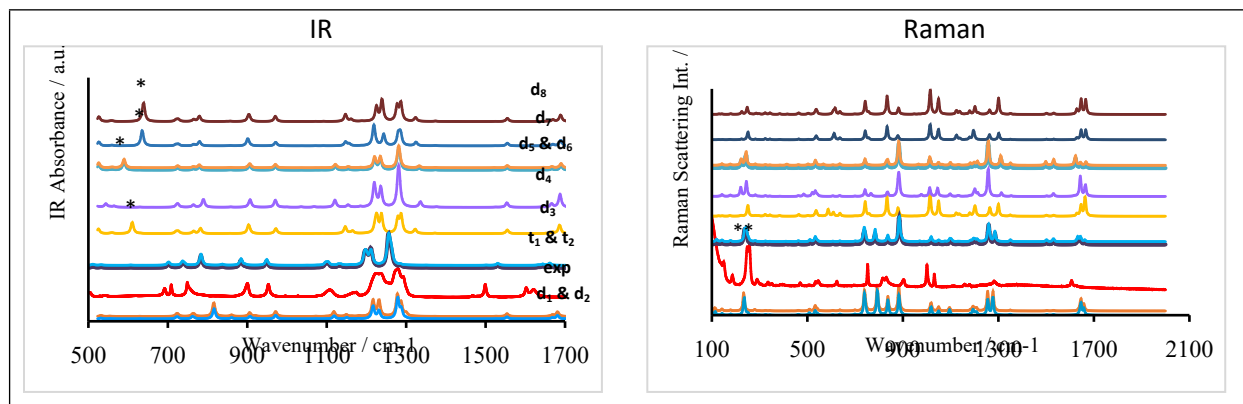 IR
IR Absorbance / a.u.
*
*
*
*
d8
d7
d5 & d6
d4
d3
t1 & t2
exp
d1 & d2
500 700 900 1100 1300 1500 1700
Wavenumber / cm-1
Raman
Raman Scattering Int. /
**
100 500 900 1300 1700 2100
Wavenumber / cm-1